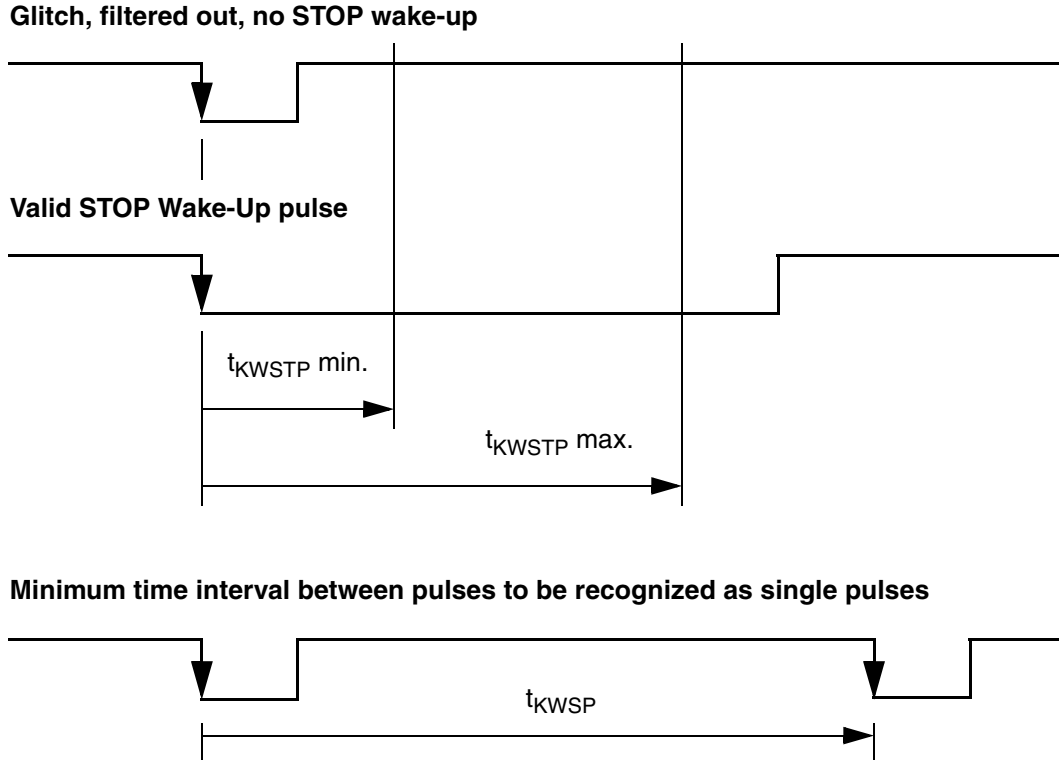 Glitch, filtered out, no STOP wake-up
Valid STOP Wake-Up pulse
tKWSTP min.
tKWSTP max.
Minimum time interval between pulses to be recognized as single pulses
tKWSP